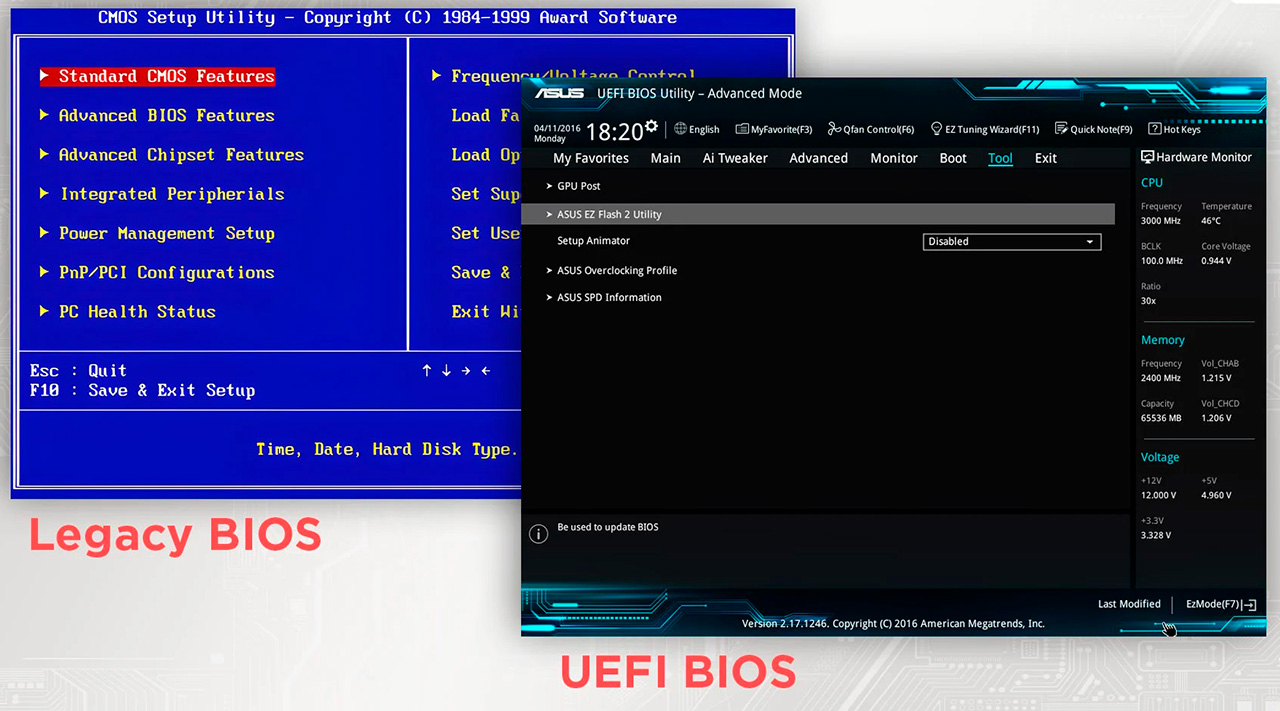 CMOS Setup Utility – Copyright (C) 1984-1999 Award Software
Standard CMOS Features
Advanced BIOS Features
Advanced Chipset Features
Integrated Peripherials
Power Management Setup
PnP/PCI Configurations
PC Health Status
Frequency/Voltage Control
Load Fa
Load Op
Set Sup
Set Use
Save &
Exit Wi
Esc : Quit
F10 : Save & Exit Setup
↑ ↓ → ←
Time, Date, Hard Disk Type.
Legacy BIOS
ASUS UEFI BIOS Utility – Advanced Mode
04/11/2016
Monday
18:20
English
MyFavorite(F3)
Qfan Control(F6)
EZ Tuning Wizard(F11)
Quick Note(F9)
? Hot Keys
My Favorites Main Ai Tweaker Advanced Monitor Boot Tool Exit
> GPU Post
> ASUS EZ Flash 2 Utility
Setup Animator Disabled
> ASUS Overclocking Profile
> ASUS SPD Information
Hardware Monitor
CPU
Frequency Temperature
3000 MHz 46°C
BCLK Core Voltage
100.0 MHz 0.944 V
Ratio
30x
Memory
Frequency Vol_CHAB
2400 MHz 1.215 V
Capacity Vol_CHCD
65536 MB 1.206 V
Voltage
+12V +5V
12.000 V 4.960 V
+3.3V
3.328 V
i Be used to update BIOS
Last Modified EzMode(F7)
Version 2.17.1246. Copyright (C) 2016 American Megatrends, Inc.
UEFI BIOS